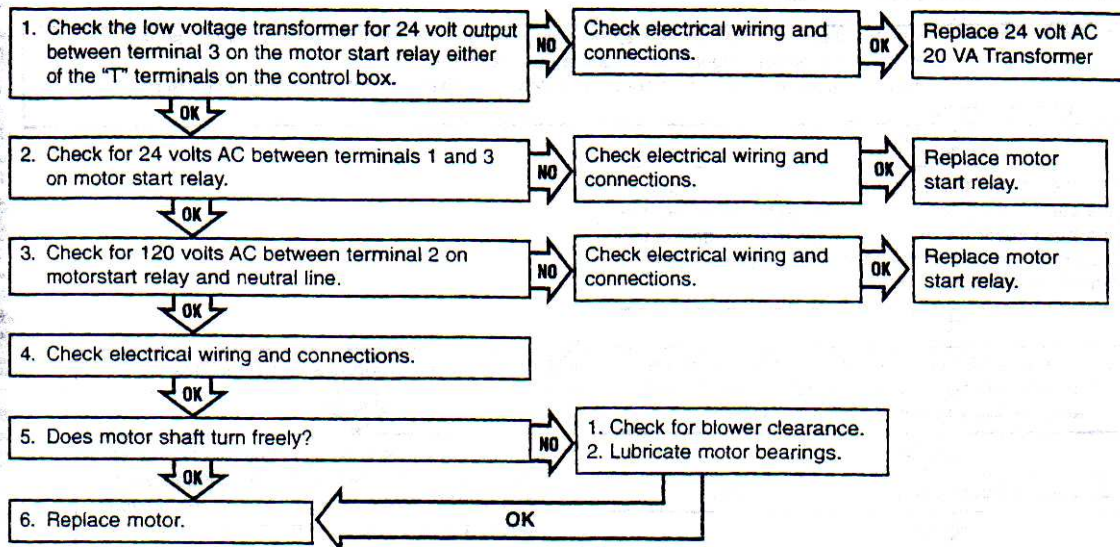 1. Check the low voltage transformer for 24 volt output
between terminal 3 on the motor start relay either
of the "T" terminals on the control box.
NO
Check electrical wiring and
connections.
OK
Replace 24 volt AC
20 VA Transformer
OK
2. Check for 24 volts AC between terminals 1 and 3
on motor start relay.
NO
Check electrical wiring and
connections.
OK
Replace motor
start relay.
OK
3. Check for 120 volts AC between terminal 2 on
motorstart relay and neutral line.
NO
Check electrical wiring and
connections.
OK
Replace motor
start relay.
OK
4. Check electrical wiring and connections.
OK
5. Does motor shaft turn freely?
NO
1. Check for blower clearance.
2. Lubricate motor bearings.
OK
6. Replace motor.
OK